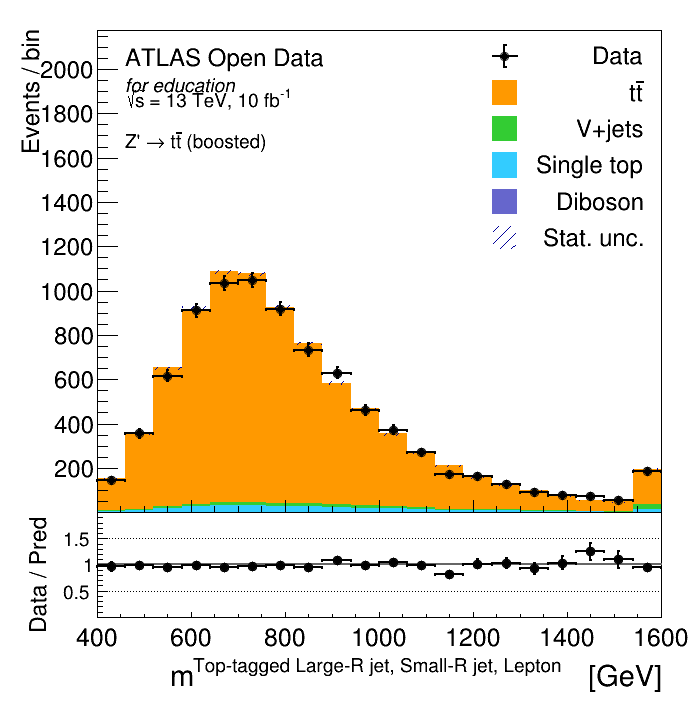 ATLAS Open Data
for education
√s = 13 TeV, 10 fb⁻¹
Z' → tt̄ (boosted)
Data
tt̄
V+jets
Single top
Diboson
Stat. unc.
Events / bin
2000
1800
1600
1400
1200
1000
800
600
400
200
Data / Pred
1.5
1
0.5
400 600 800 1000 1200 1400 1600
m^Top-tagged Large-R jet, Small-R jet, Lepton [GeV]